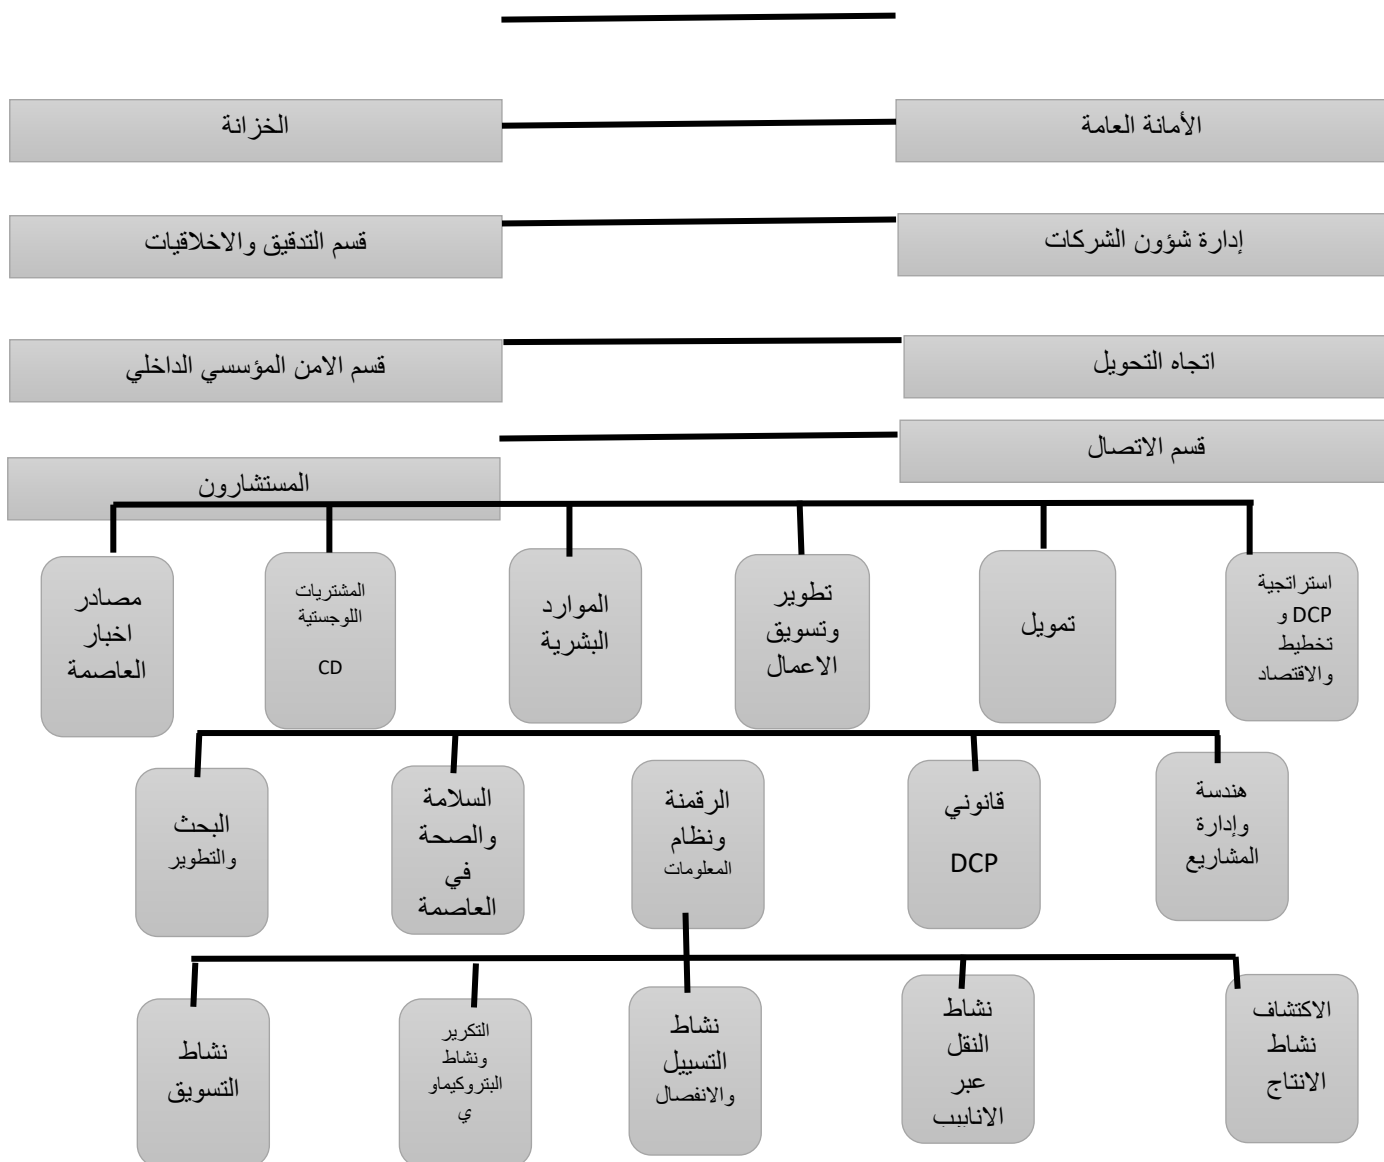 الأمانة العامة
الخزانة
إدارة شؤون الشركات
قسم التدقيق والاخلاقيات
اتجاه التحويل
قسم الامن المؤسسي الداخلي
قسم الاتصال
المستشارون
استراتجية
DCP و
تخطيط
والاقتصاد
تمويل
تطوير
وتسويق
الاعمال
الموارد
البشرية
المشتريات
اللوجستية
CD
مصادر
اخبار
العاصمة
هندسة
وإدارة
المشاريع
قانوني
DCP
الرقمنة
ونظام
المعلومات
السلامة
والصحة
في
العاصمة
البحث
والتطوير
الاكتشاف
نشاط
الانتاج
نشاط
النقل
عبر
الانابيب
نشاط
التسييل
والانفصال
التكرير
ونشاط
البتروكيماو
ي
نشاط
التسويق